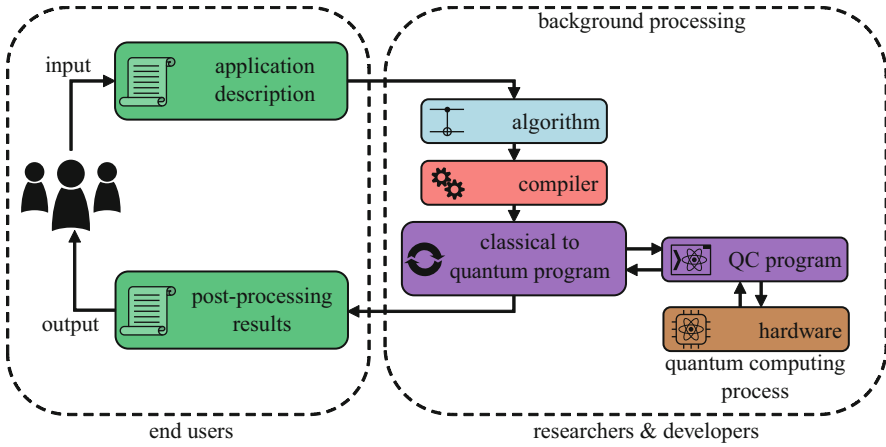 background processing
input
application
description
algorithm
compiler
classical to
quantum program
QC program
hardware
quantum computing
process
post-processing
results
output
end users
researchers & developers